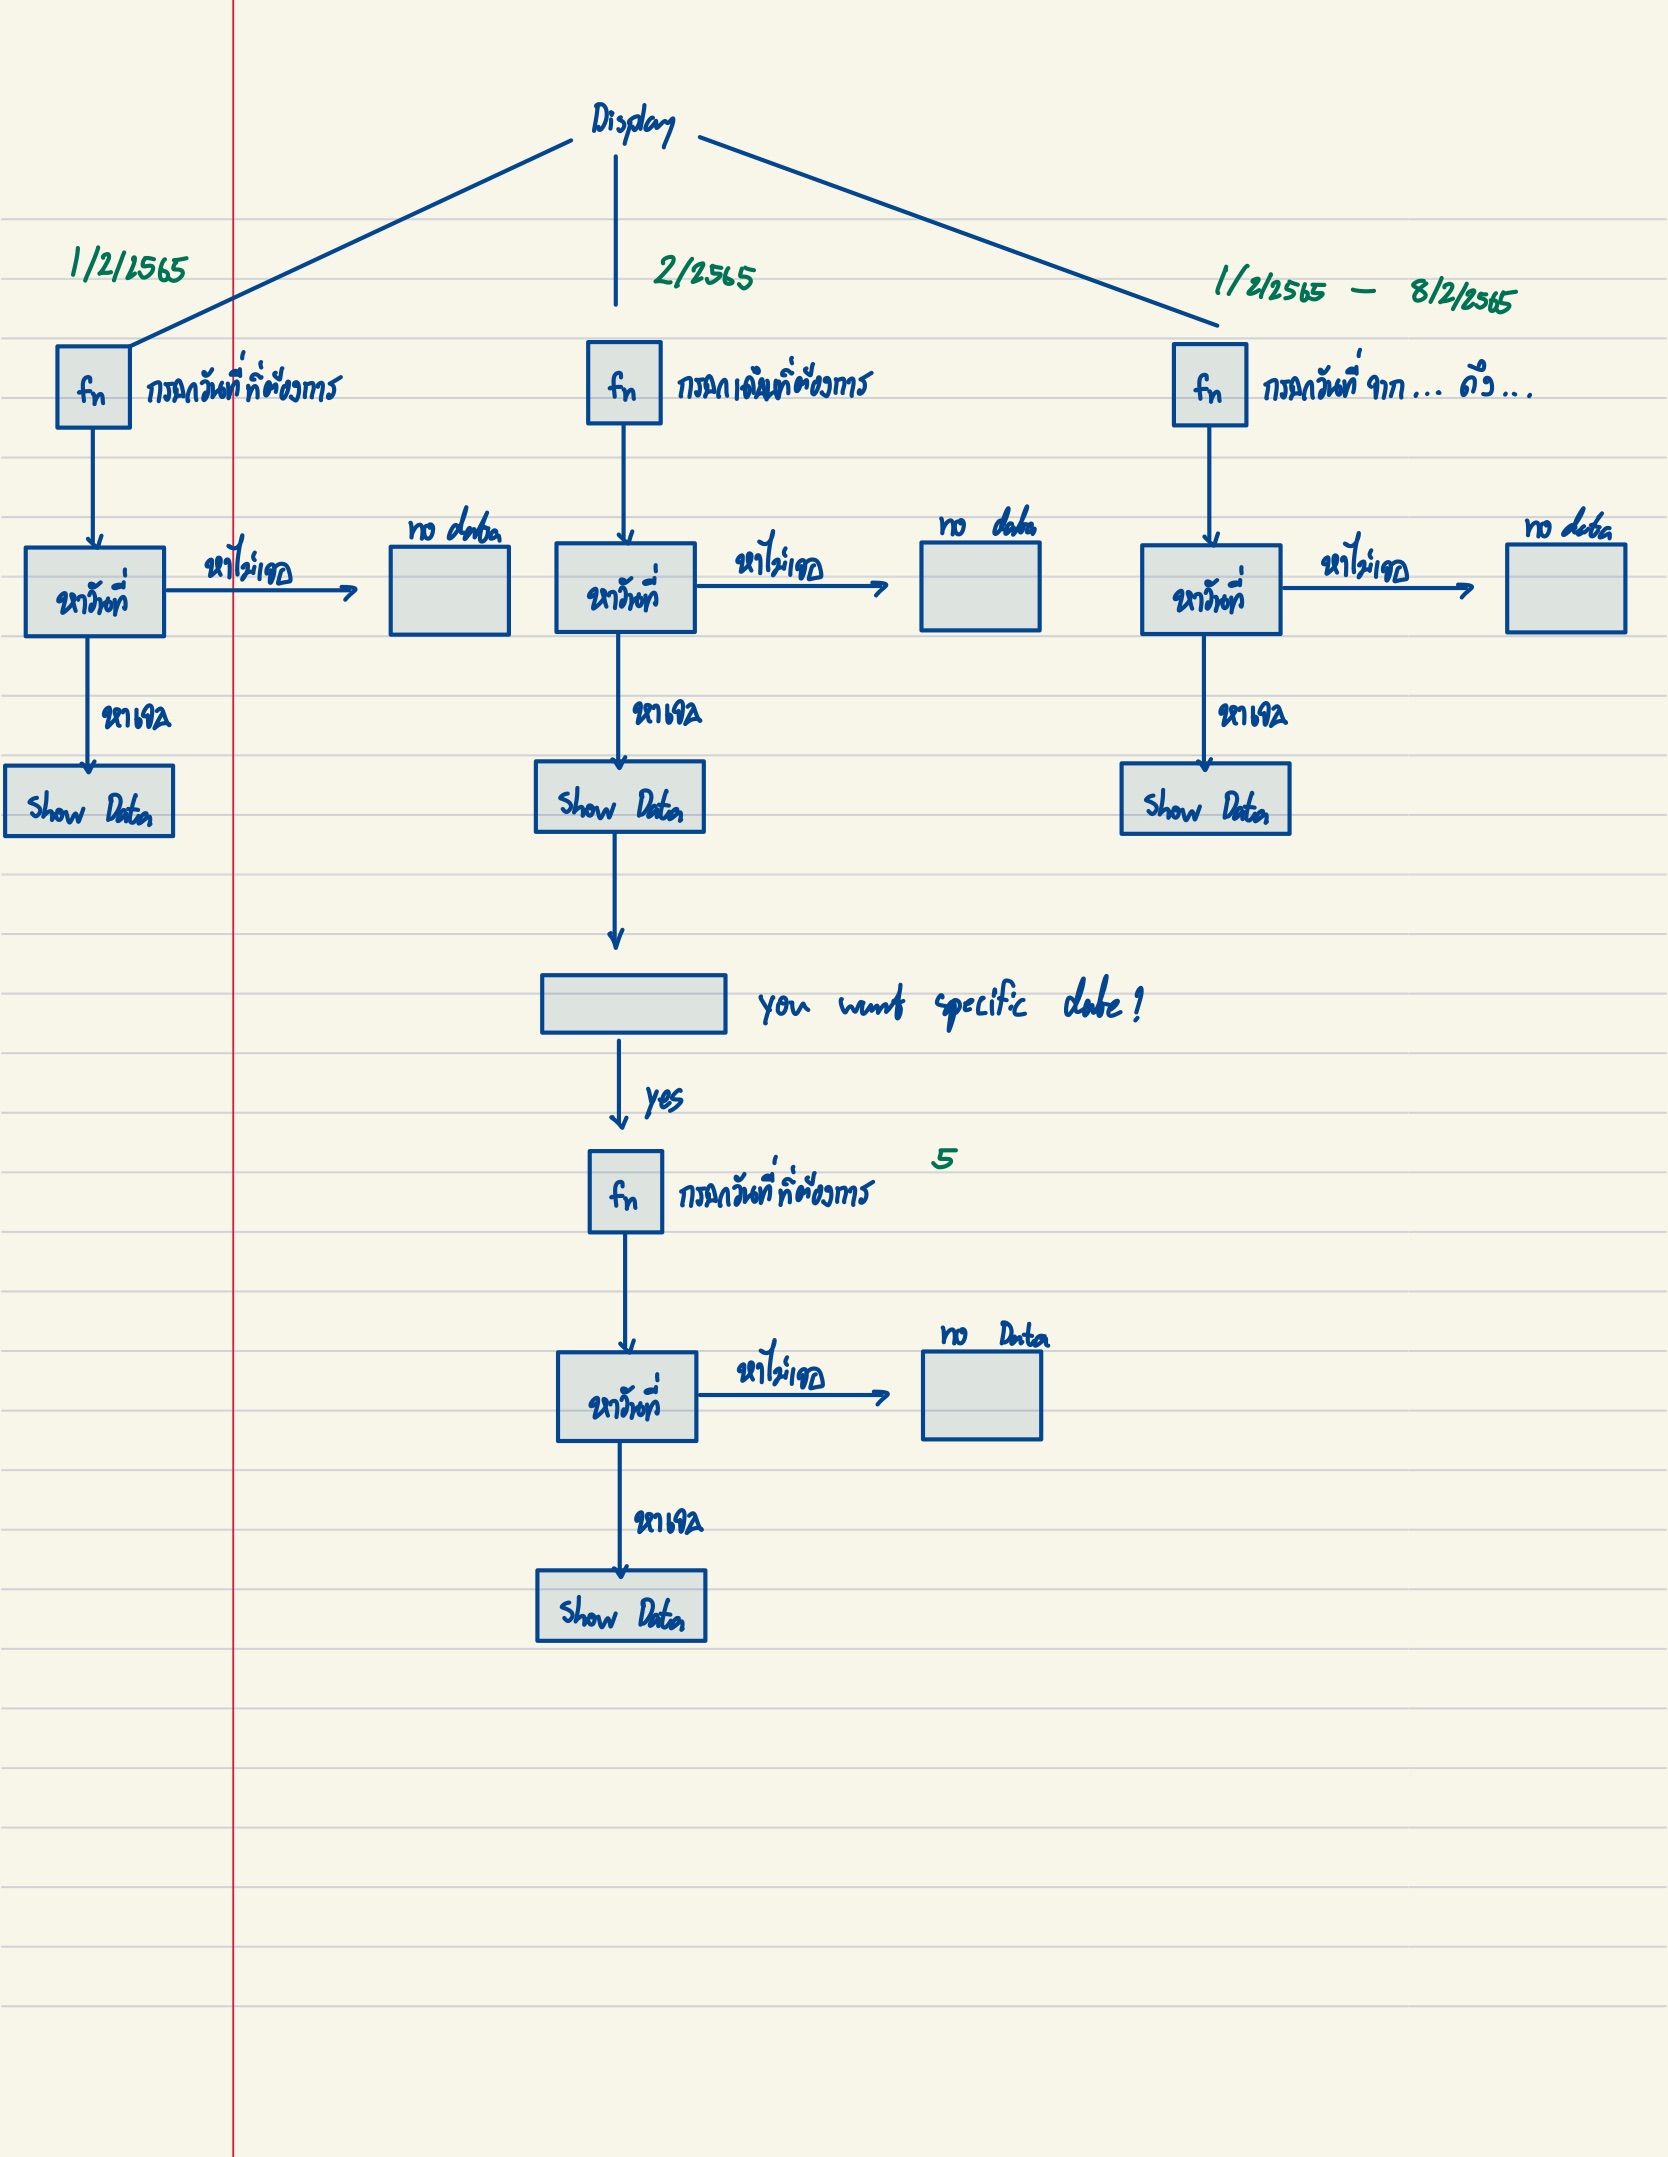 Display
1/2/2565
2/2565
1/2/2565 - 8/2/2565
fn กรอกวันที่ที่ต้องการ
fn กรอกเดือนที่ต้องการ
fn กรอกวันที่ จาก... ถึง...
no data
no data
no data
หาวันที่ หาไม่เจอ
หาวันที่ หาไม่เจอ
หาวันที่ หาไม่เจอ
หาเจอ
หาเจอ
หาเจอ
Show Data
Show Data
Show Data
you want specific date?
yes
5
fn กรอกวันที่ที่ต้องการ
no Data
หาวันที่ หาไม่เจอ
หาเจอ
Show Data